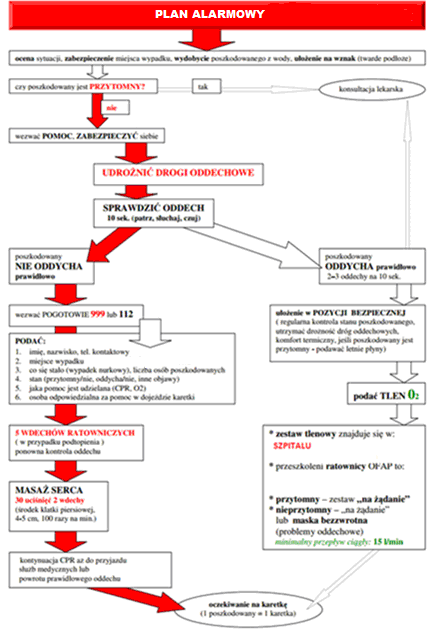 PLAN ALARMOWY
ocena sytuacji, zabezpieczenie miejsca wypadku, wydobycie poszkodowanego z wody, ułożenie na wznak (twarde podłoże)
czy poszkodowany jest PRZYTOMNY?
tak
konsultacja lekarska
nie
wezwać POMOC, ZABEZPIECZYĆ siebie
UDROŻNIĆ DROGI ODDECHOWE
SPRAWDZIĆ ODDECH
10 sek. (patrz, słuchaj, czuj)
poszkodowany
NIE ODDYCHA
prawidłowo
poszkodowany
ODDYCHA prawidłowo
2-3 oddechy na 10 sek.
wezwać POGOTOWIE 999 lub 112
PODAĆ:
1. imię, nazwisko, tel. kontaktowy
2. miejsce wypadku
3. co się stało (wypadek nurkowy), liczba osób poszkodowanych
4. stan (przytomny/nie, oddycha/nie, inne objawy)
5. jaka pomoc jest udzielana (CPR, O2)
6. osoba odpowiedzialna za pomoc w dojeździe karetki
ułożenie w POZYCJI BEZPIECZNEJ
( regularna kontrola stanu poszkodowanego,
utrzymać drożność dróg oddechowych,
komfort termiczny, jeśli poszkodowany jest
przytomny - podawać letnie płyny)
podać TLEN O2
5 WDECHÓW RATOWNICZYCH
( w przypadku podtopienia )
ponowna kontrola oddechu
MASAŻ SERCA
30 uciśnięć 2 wdechy
(środek klatki piersiowej,
4-5 cm, 100 razy na min.)
kontynuacja CPR aż do przyjazdu
służb medycznych lub
powrotu prawidłowego oddechu
* zestaw tlenowy znajduje się w:
SZPITALU
* przeszkoleni ratownicy OFAP to:
* przytomny – zestaw „na żądanie"
* nieprzytomny – „na żądanie"
lub maska bezzwrotna
(problemy oddechowe)
minimalny przepływ ciągły: 15 l/min
oczekiwanie na karetkę
(1 poszkodowany = 1 karetka)